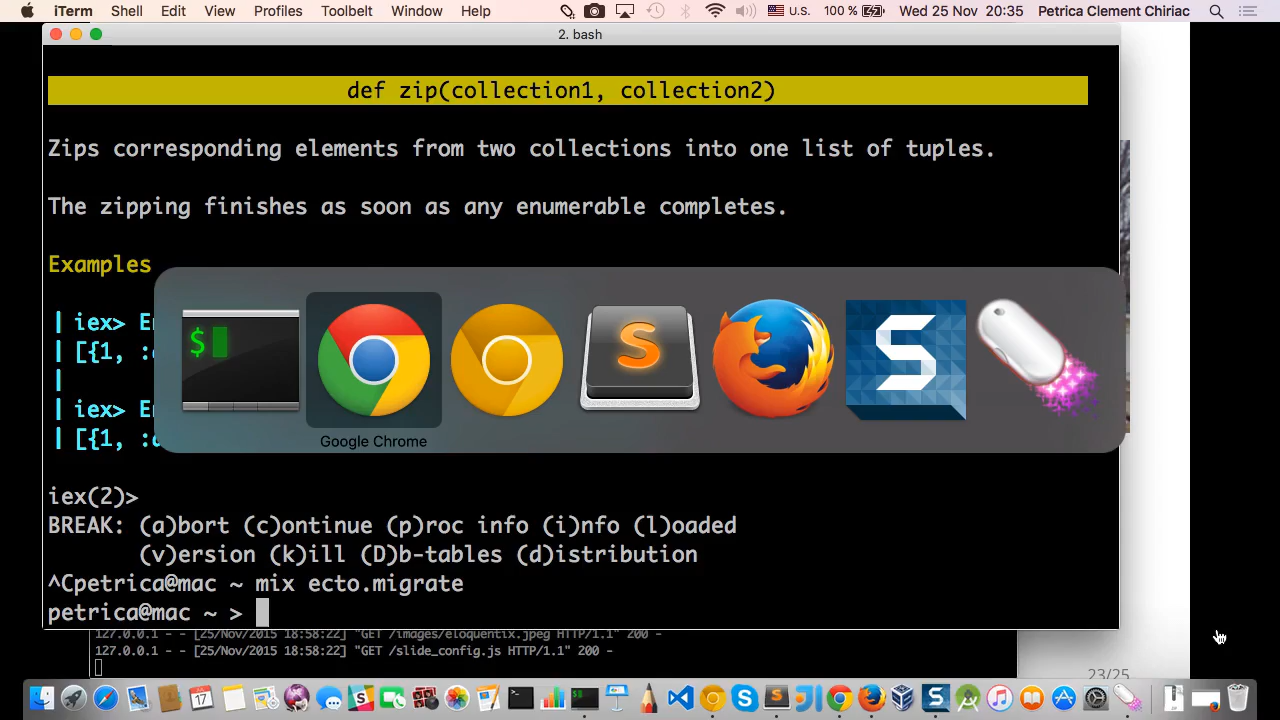 iTerm Shell Edit View Profiles Toolbelt Window Help U.S. 100 % Wed 25 Nov 20:35 Petrica Clement Chiriac
2. bash
def zip(collection1, collection2)
Zips corresponding elements from two collections into one list of tuples.
The zipping finishes as soon as any enumerable completes.
Examples
| iex>
| [{1,
|
| iex>
| [{1,
$
S
S
Google Chrome
iex(2)>
BREAK: (a)bort (c)ontinue (p)roc info (i)nfo (l)oaded
(v)ersion (k)ill (D)b-tables (d)istribution
^Cpetrica@mac ~ mix ecto.migrate
petrica@mac ~ >
127.0.0.1 - - [25/Nov/2015 18:58:22] "GET /images/eloquentix.jpeg HTTP/1.1" 200 -
127.0.0.1 - - [25/Nov/2015 18:58:22] "GET /slide_config.js HTTP/1.1" 200 -
23/25
17